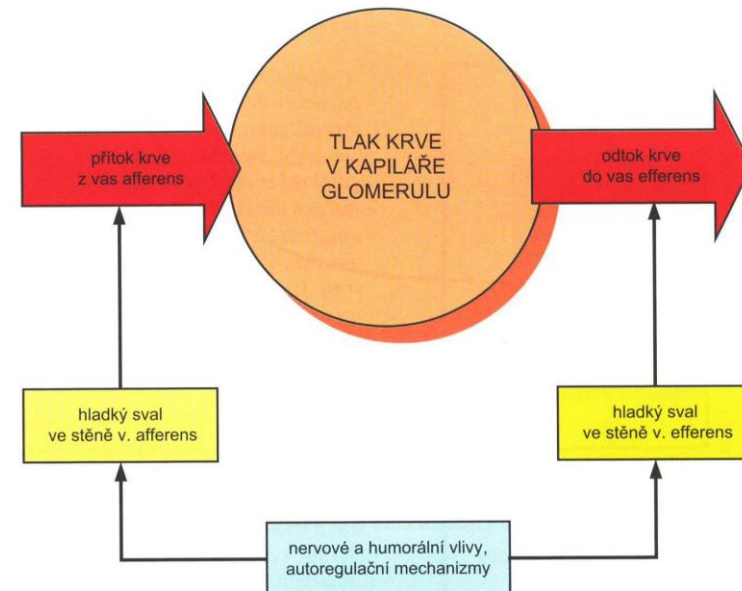 přítok krve
z vas afferens
TLAK KRVE
V KAPILÁŘE
GLOMERULU
odtok krve
do vas efferens
hladký sval
ve stěně v. afferens
hladký sval
ve stěně v. efferens
nervové a humorální vlivy,
autoregulační mechanizmy